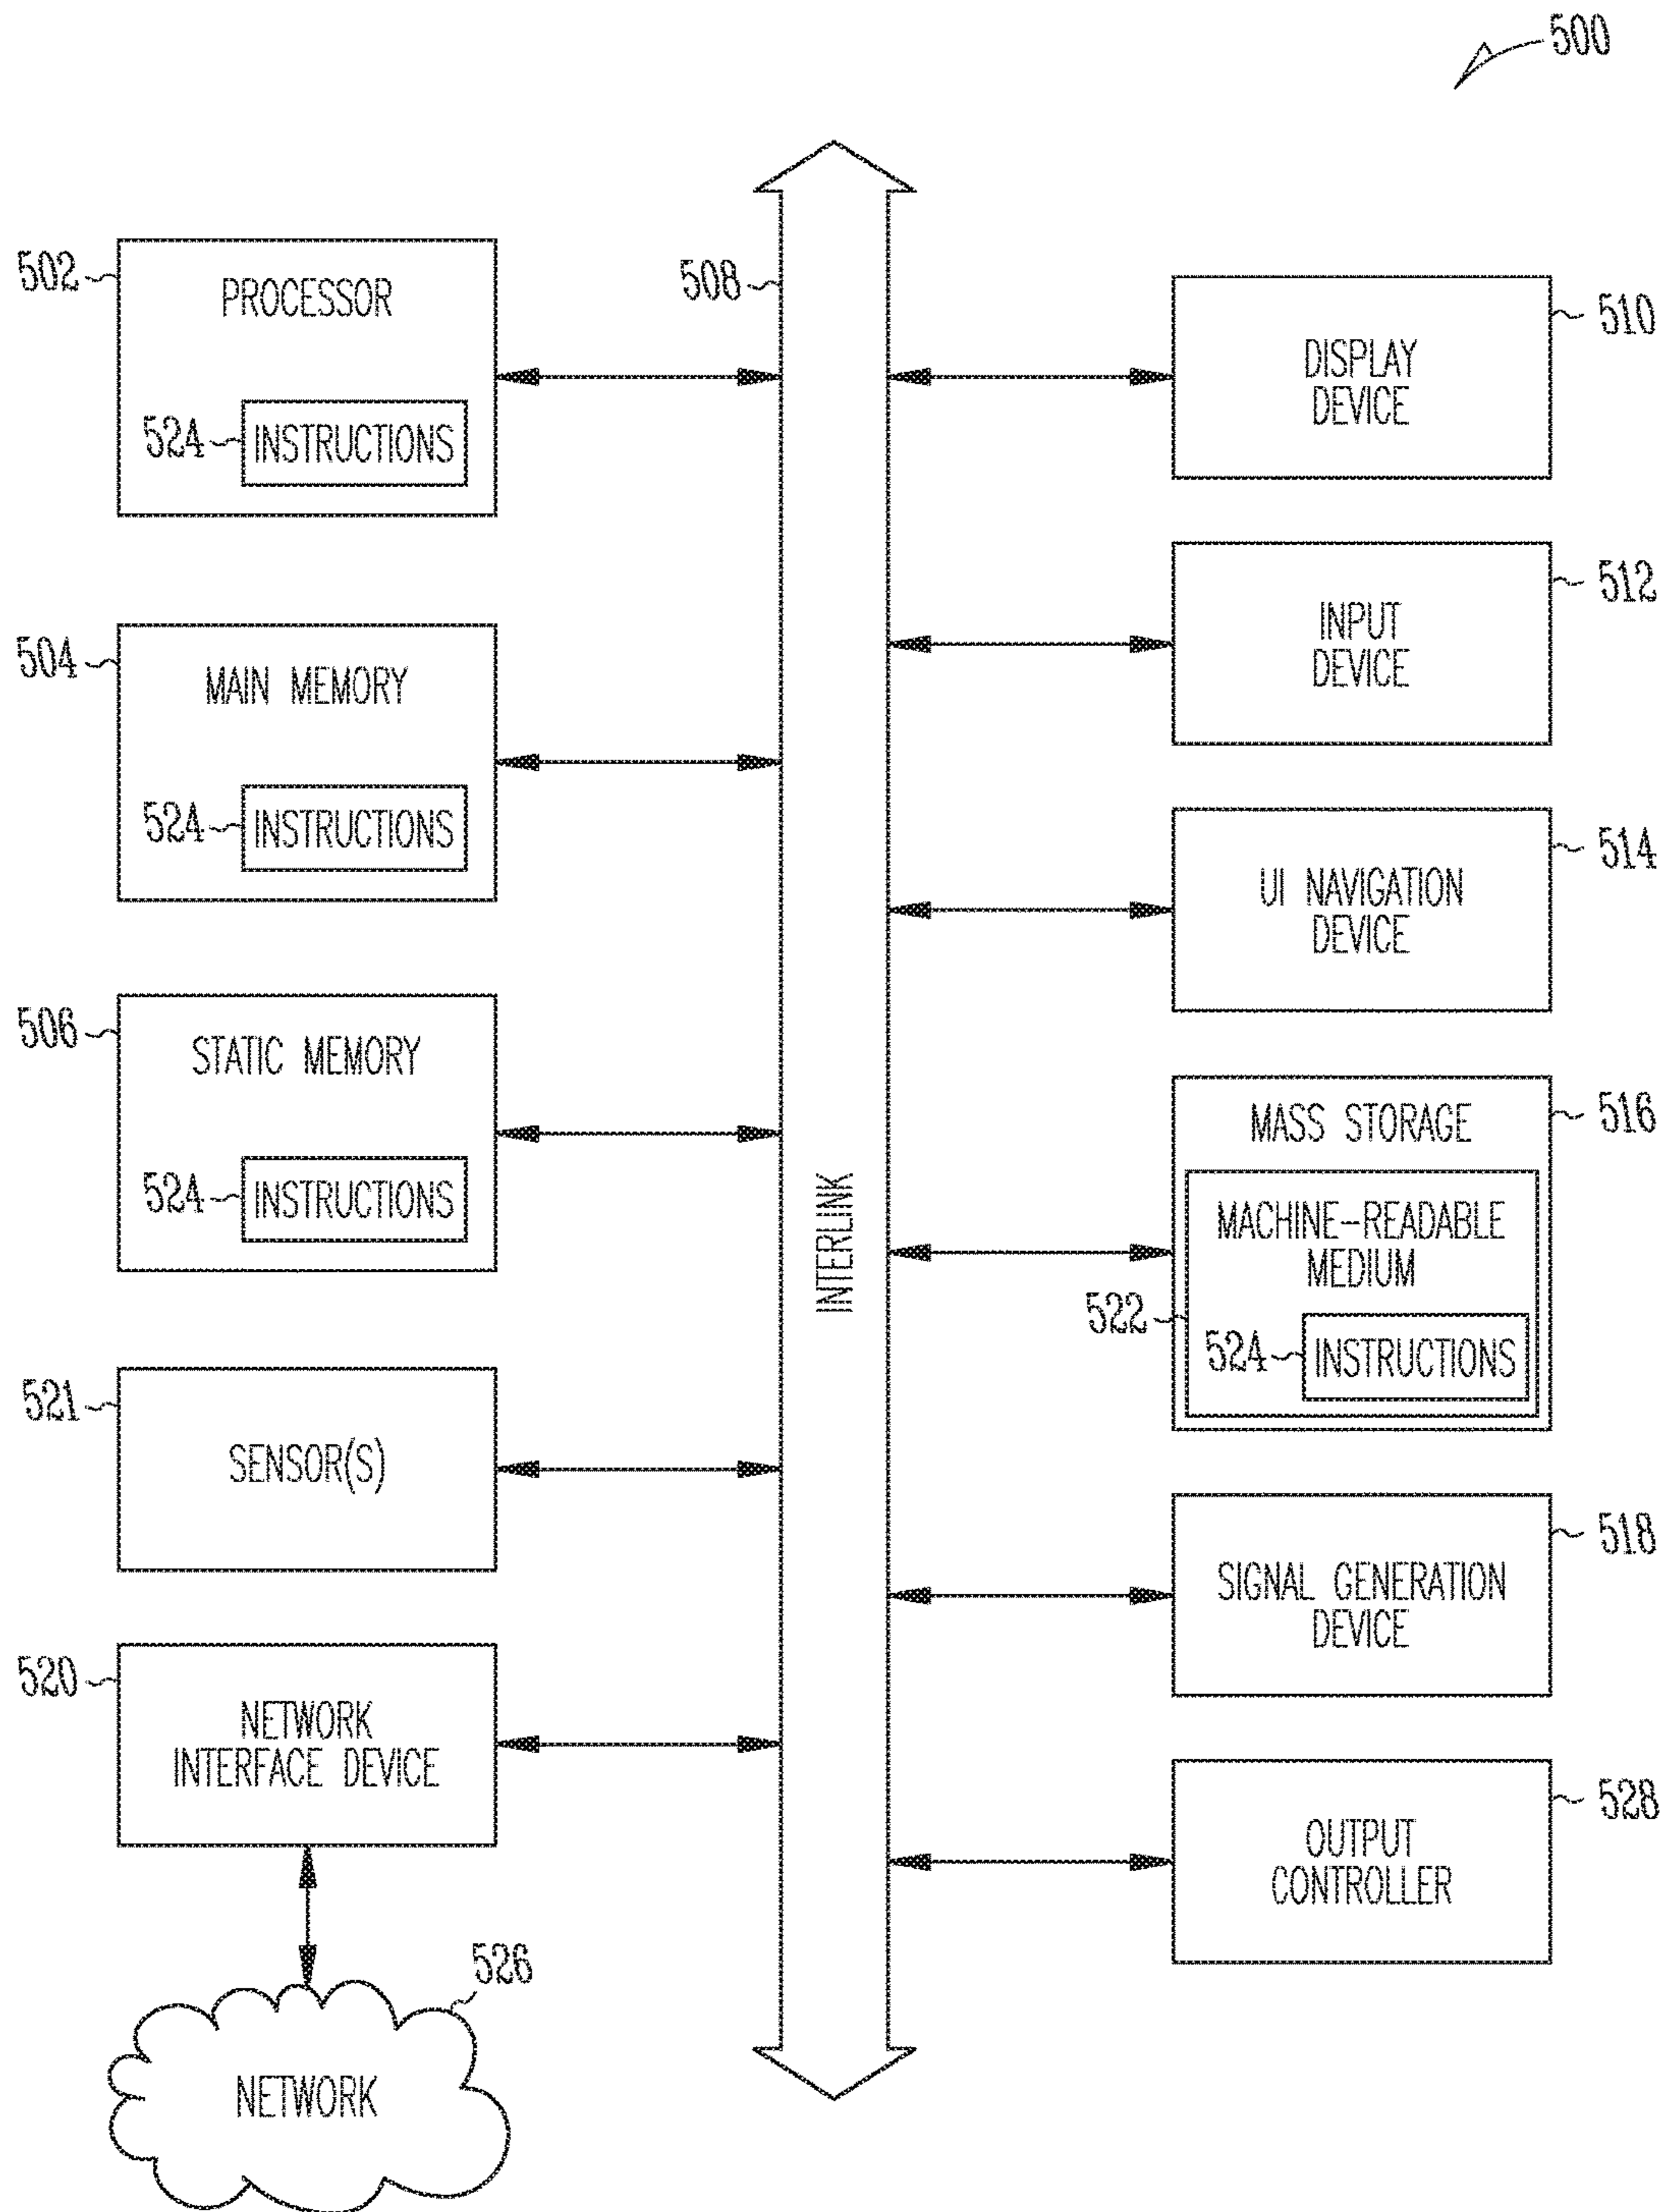 500
502
PROCESSOR
524
INSTRUCTIONS
504
MAIN MEMORY
524
INSTRUCTIONS
506
STATIC MEMORY
524
INSTRUCTIONS
521
SENSOR(S)
520
NETWORK
INTERFACE DEVICE
526
NETWORK
508
INTERLINK
510
DISPLAY
DEVICE
512
INPUT
DEVICE
514
UI NAVIGATION
DEVICE
516
MASS STORAGE
MACHINE-READABLE
MEDIUM
522
524
INSTRUCTIONS
518
SIGNAL GENERATION
DEVICE
528
OUTPUT
CONTROLLER